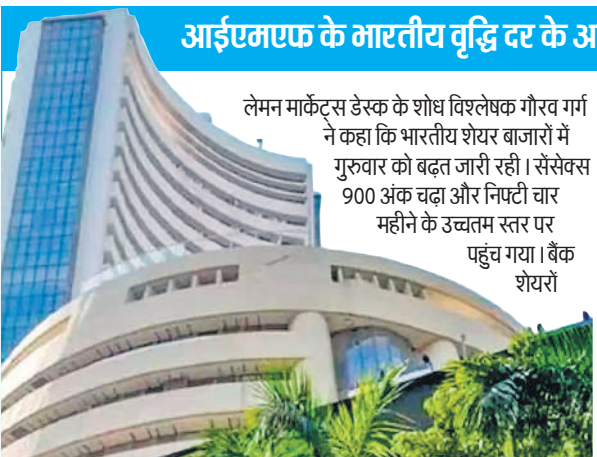 आईएमएफ के भारतीय वृद्धि दर के अ
लेमन मार्केट्स डेस्क के शोध विश्लेषक गौरव गर्ग
ने कहा कि भारतीय शेयर बाजारों में
गुरुवार को बढ़त जारी रही। सेंसेक्स
900 अंक चढ़ा और निफ्टी चार
महीने के उच्चतम स्तर पर
पहुंच गया। बैंक
शेयरों